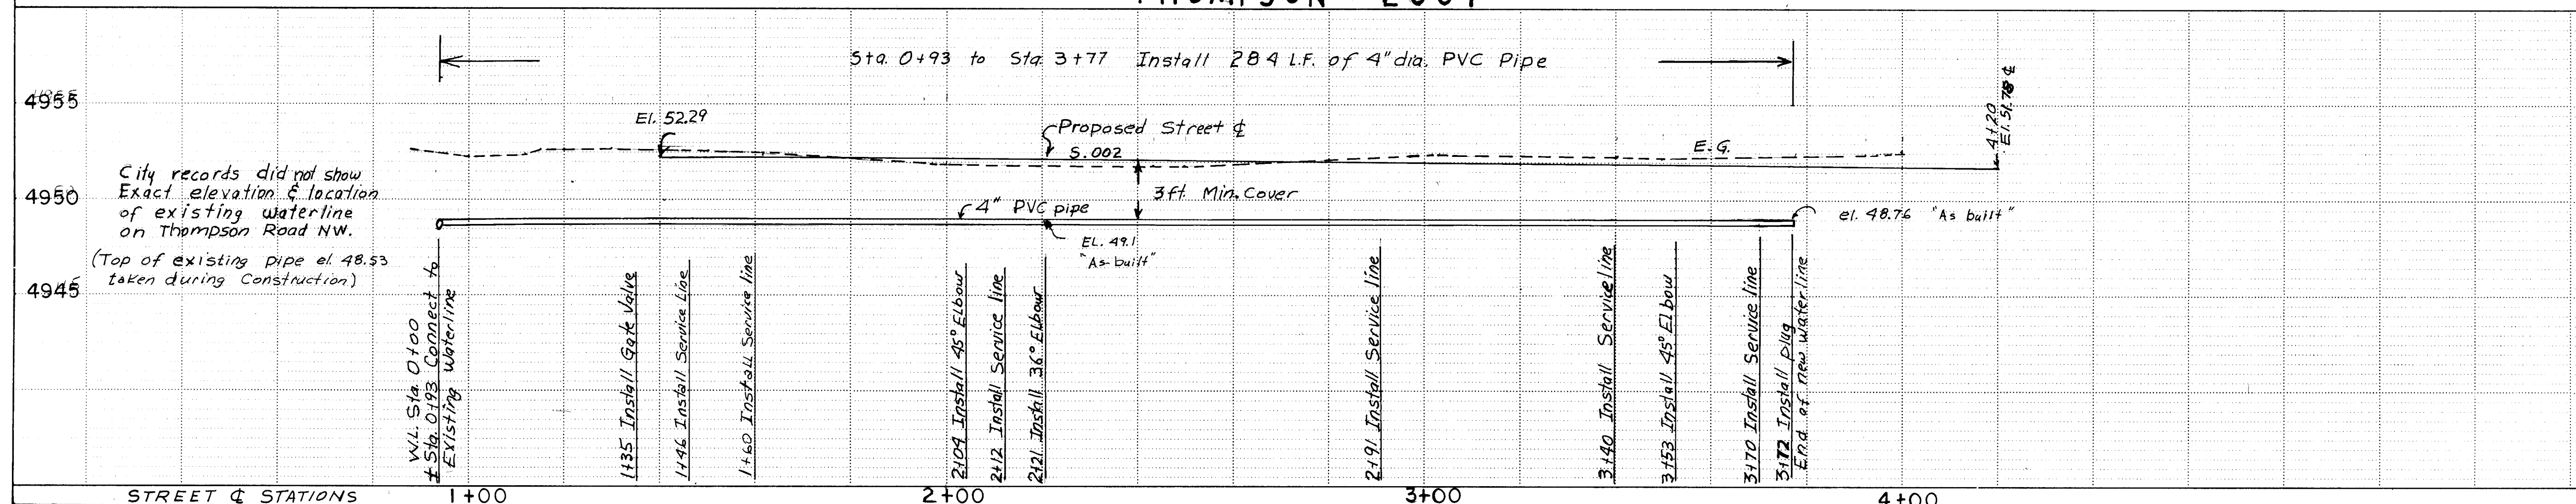 THOMPSON LOOP
Sta. 0+93 to Sta. 3+77 Install 284 L.F. of 4" dia. PVC Pipe
4955
El. 52.29
Proposed Street ℄
S.002
E.G.
4+20
El. 51.78 ℄
City records did not show
Exact elevation & location
of existing waterline
on Thompson Road NW.
(Top of existing pipe el. 48.53
taken during Construction)
4950
3ft. Min. Cover
4" PVC pipe
EL. 49.1
"As-built"
el. 48.76 "As built"
4945
W.L. Sta. 0+00
± Sta. 0+93 Connect to
Existing Waterline
1+35 Install Gate Valve
1+46 Install Service Line
1+60 Install Service line
2+04 Install 45° Elbow
2+12 Install Service line
2+21 Install 36° Elbow
2+91 Install Service line
3+40 Install Service line
3+53 Install 45° Elbow
3+70 Install Service line
Install plug
End of new waterline
STREET ℄ STATIONS
1+00
2+00
3+00
4+00